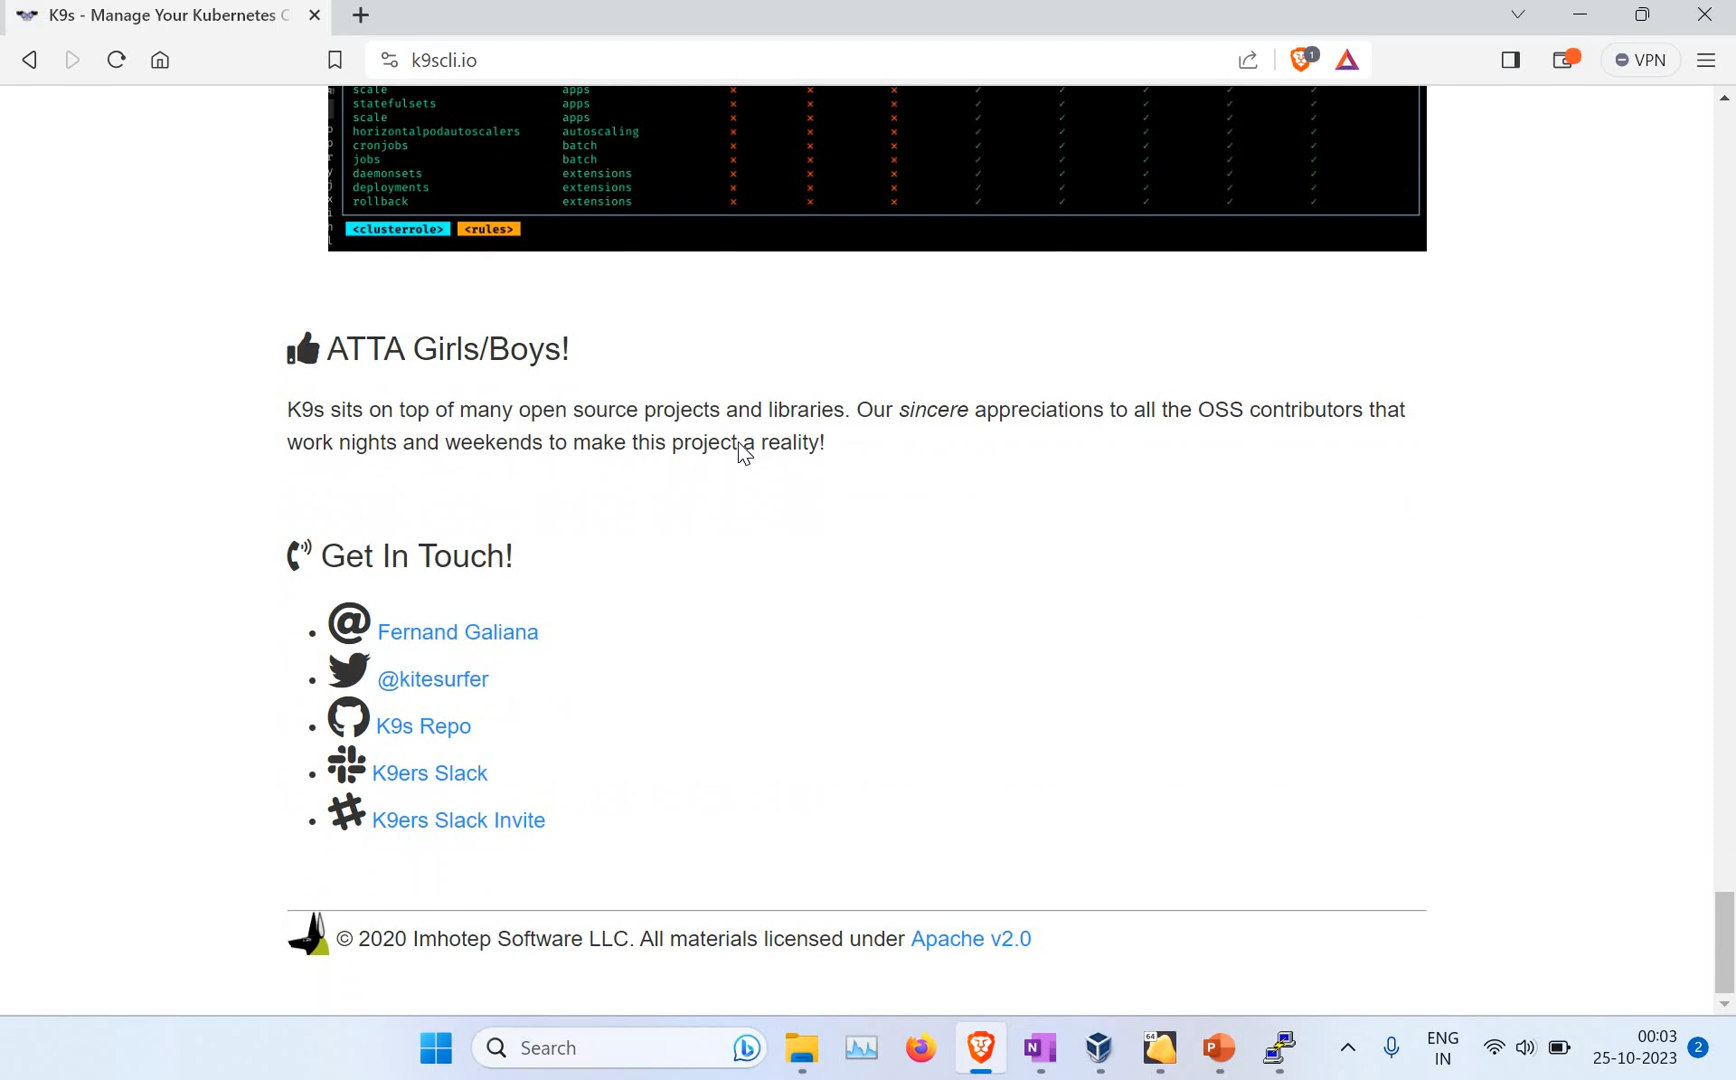 K9s - Manage Your Kubernetes C
k9scli.io
1
VPN
scale apps × × × ✓ ✓ ✓ ✓ ✓
statefulsets apps × × × ✓ ✓ ✓ ✓ ✓
scale apps × × × ✓ ✓ ✓ ✓ ✓
horizontalpodautoscalers autoscaling × × × ✓ ✓ ✓ ✓ ✓
cronjobs batch × × × ✓ ✓ ✓ ✓ ✓
jobs batch × × × ✓ ✓ ✓ ✓ ✓
daemonsets extensions × × × ✓ ✓ ✓ ✓ ✓
deployments extensions × × × ✓ ✓ ✓ ✓ ✓
rollback extensions × × × ✓ ✓ ✓ ✓ ✓
<clusterrole> <rules>
ATTA Girls/Boys!
K9s sits on top of many open source projects and libraries. Our sincere appreciations to all the OSS contributors that
work nights and weekends to make this project a reality!
Get In Touch!
Fernand Galiana
@kitesurfer
K9s Repo
K9ers Slack
K9ers Slack Invite
© 2020 Imhotep Software LLC. All materials licensed under Apache v2.0
Search
64
ENG
IN
00:03
25-10-2023
2